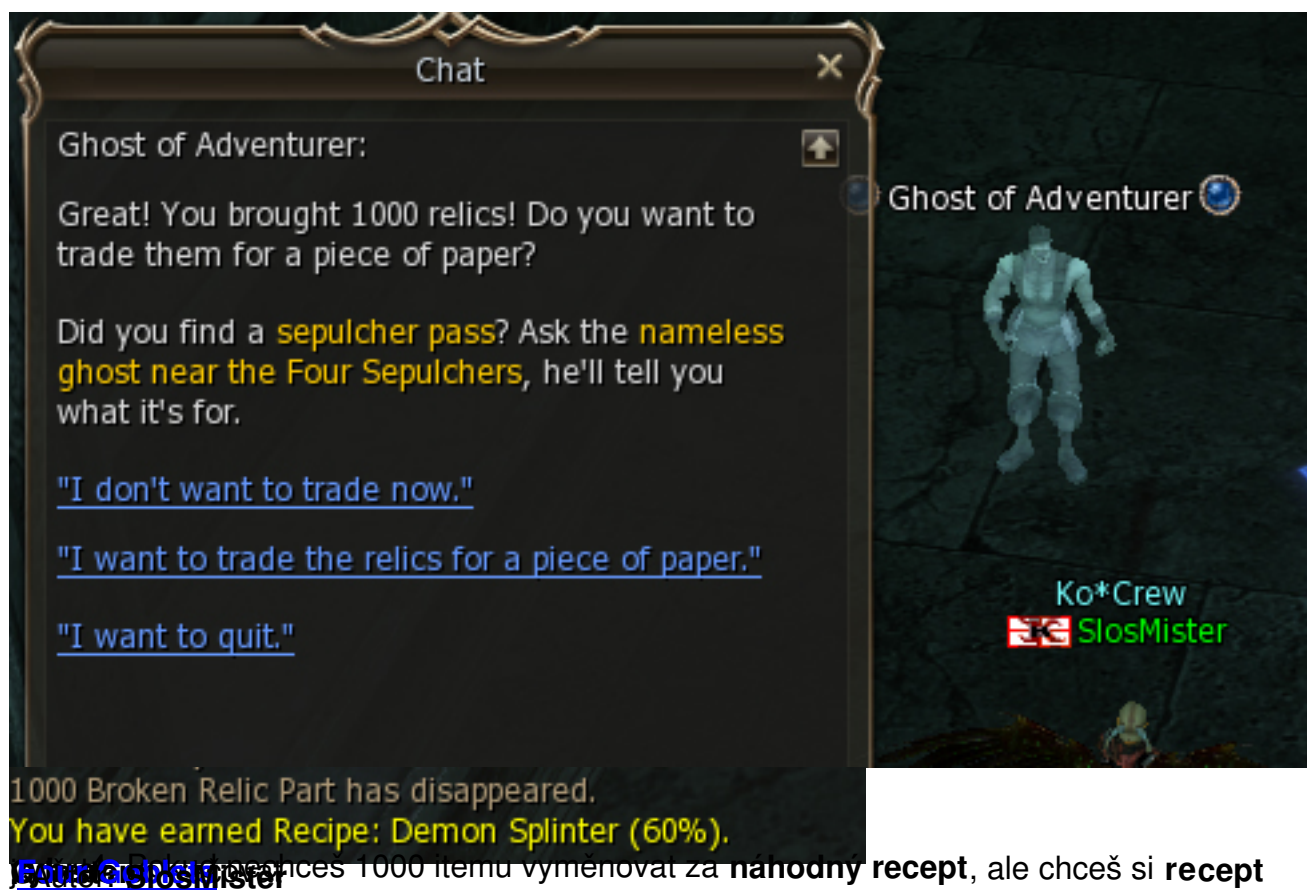 Chat
Ghost of Adventurer:
Great! You brought 1000 relics! Do you want to
trade them for a piece of paper?
Did you find a sepulcher pass? Ask the nameless
ghost near the Four Sepulchers, he'll tell you
what it's for.
"I don't want to trade now."
"I want to trade the relics for a piece of paper."
"I want to quit."
Ghost of Adventurer
Ko*Crew
SlosMister
1000 Broken Relic Part has disappeared.
You have earned Recipe: Demon Splinter (60%).
1000 itemu vyměňovat za náhodný recept, ale chceš si recept
SlosMister